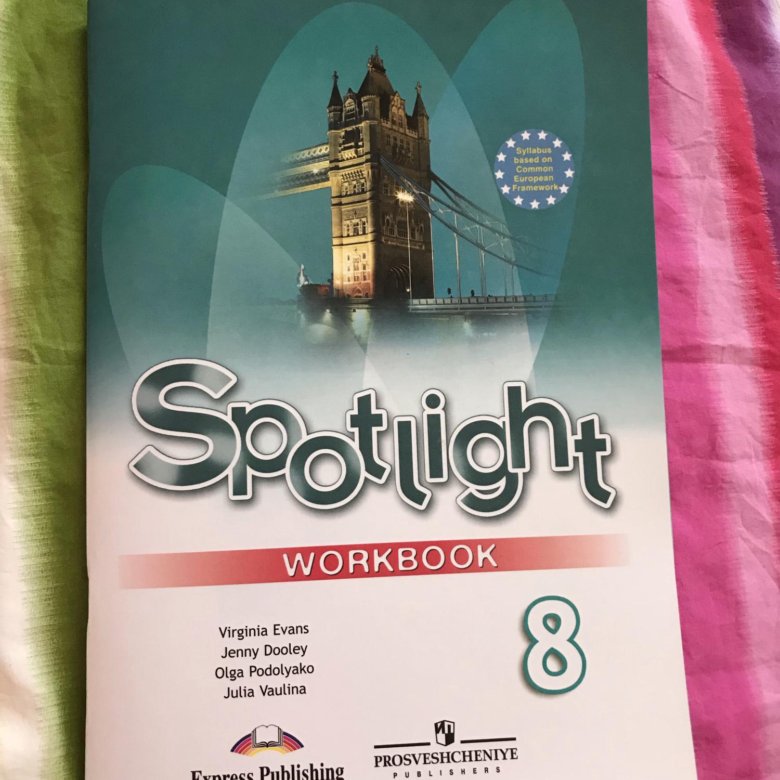 Syllabus
based on
Common
European
Framework
Spotlight
WORKBOOK
8
Virginia Evans
Jenny Dooley
Olga Podolyako
Julia Vaulina
Express Publishing
ИП
PROSVESHCHENIYE
PUBLISHERS